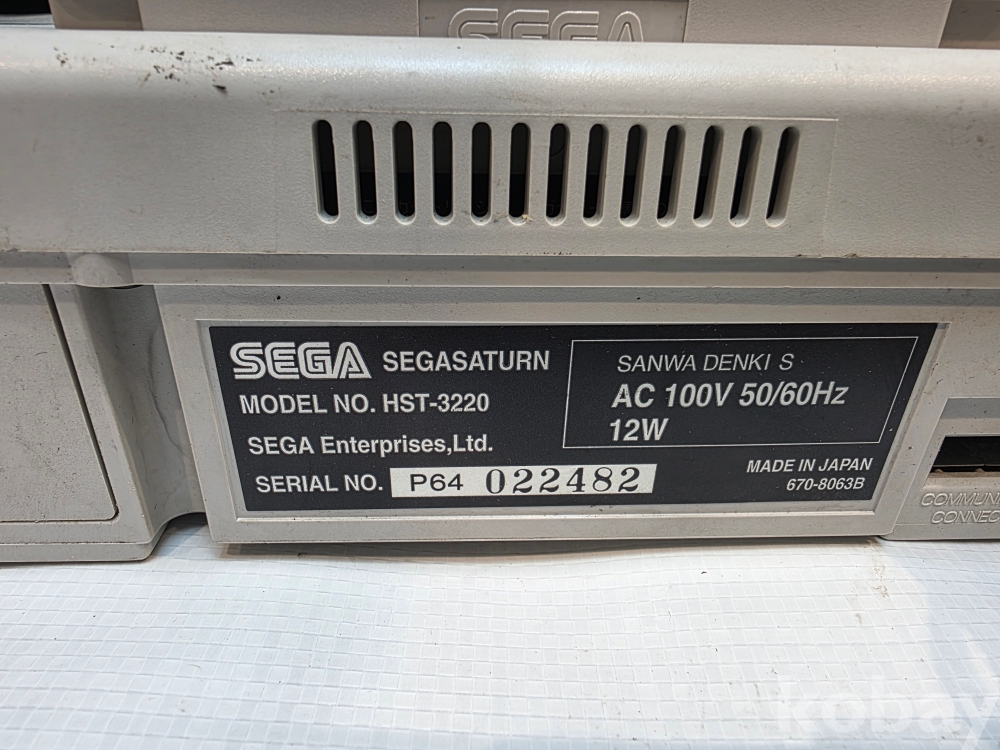 SEGA
SEGA SEGASATURN
MODEL NO. HST-3220
SEGA Enterprises,Ltd.
SERIAL NO. P64 022482
SANWA DENKI S
AC 100V 50/60Hz
12W
MADE IN JAPAN
670-8063B
kobay